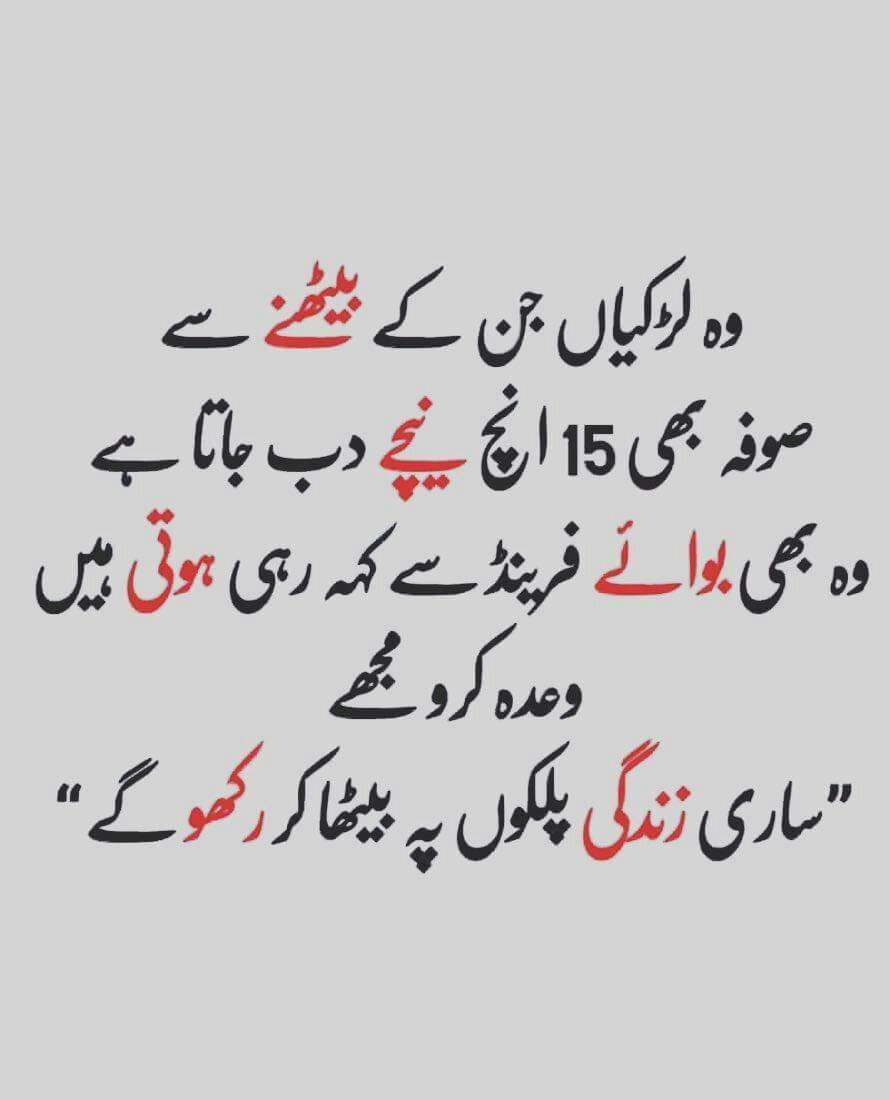 وہ لڑکیاں جن کے بیٹھنے سے
صوفہ بھی 15 انچ نیچے دب جاتا ہے
وہ بھی بوائے فرینڈ سے کہہ رہی ہوتی ہیں
وعدہ کرو مجھے
”ساری زندگی پلکوں پہ بیٹھا کر رکھو گے“